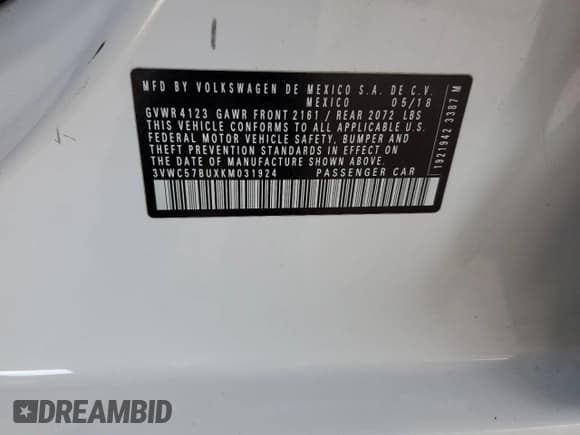 MFD BY VOLKSWAGEN DE MEXICO S.A. DE C.V.
MEXICO 05/18
GVWR 4123 GAWR FRONT 2161 / REAR 2072 LBS
THIS VEHICLE CONFORMS TO ALL APPLICABLE U.S.
FEDERAL MOTOR VEHICLE SAFETY, BUMPER AND
THEFT PREVENTION STANDARDS IN EFFECT ON
THE DATE OF MANUFACTURE SHOWN ABOVE.
3VWC57BUXKM031924 PASSENGER CAR
1921942 3387 M
DREAMBID